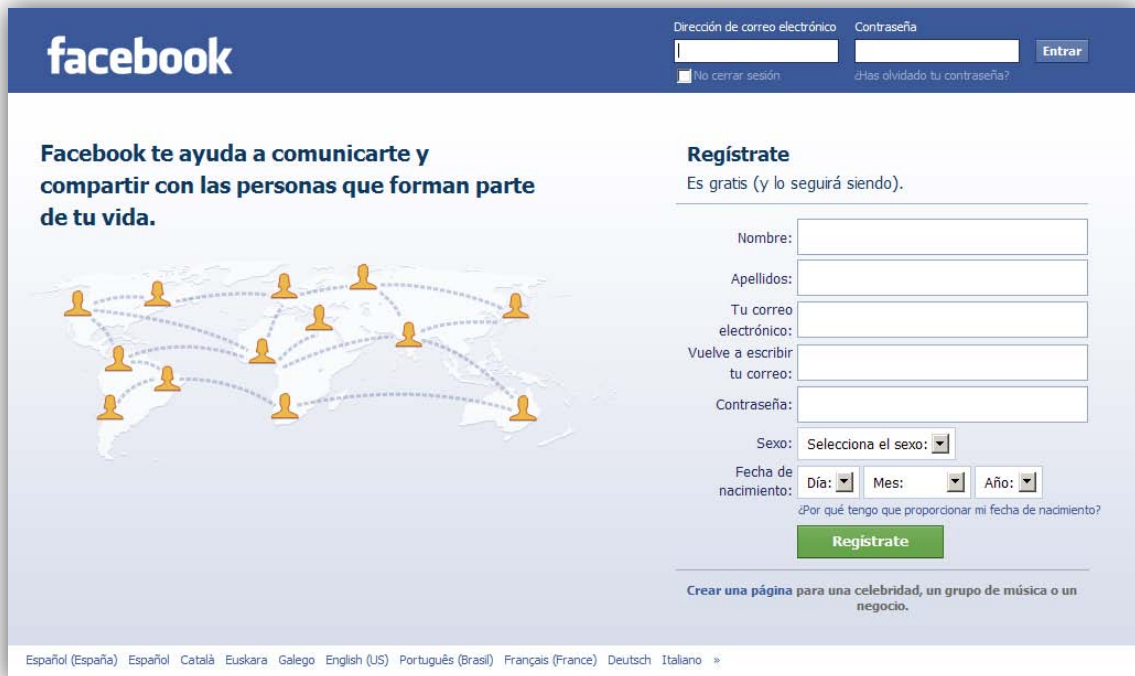 facebook
Dirección de correo electrónico Contraseña
Entrar
No cerrar sesión ¿Has olvidado tu contraseña?
Facebook te ayuda a comunicarte y
compartir con las personas que forman parte
de tu vida.
Regístrate
Es gratis (y lo seguirá siendo).
Nombre:
Apellidos:
Tu correo
electrónico:
Vuelve a escribir
tu correo:
Contraseña:
Sexo: Selecciona el sexo:
Fecha de
nacimiento: Día: Mes: Año:
¿Por qué tengo que proporcionar mi fecha de nacimiento?
Regístrate
Crear una página para una celebridad, un grupo de música o un
negocio.
Español (España) Español Català Euskara Galego English (US) Português (Brasil) Français (France) Deutsch Italiano »